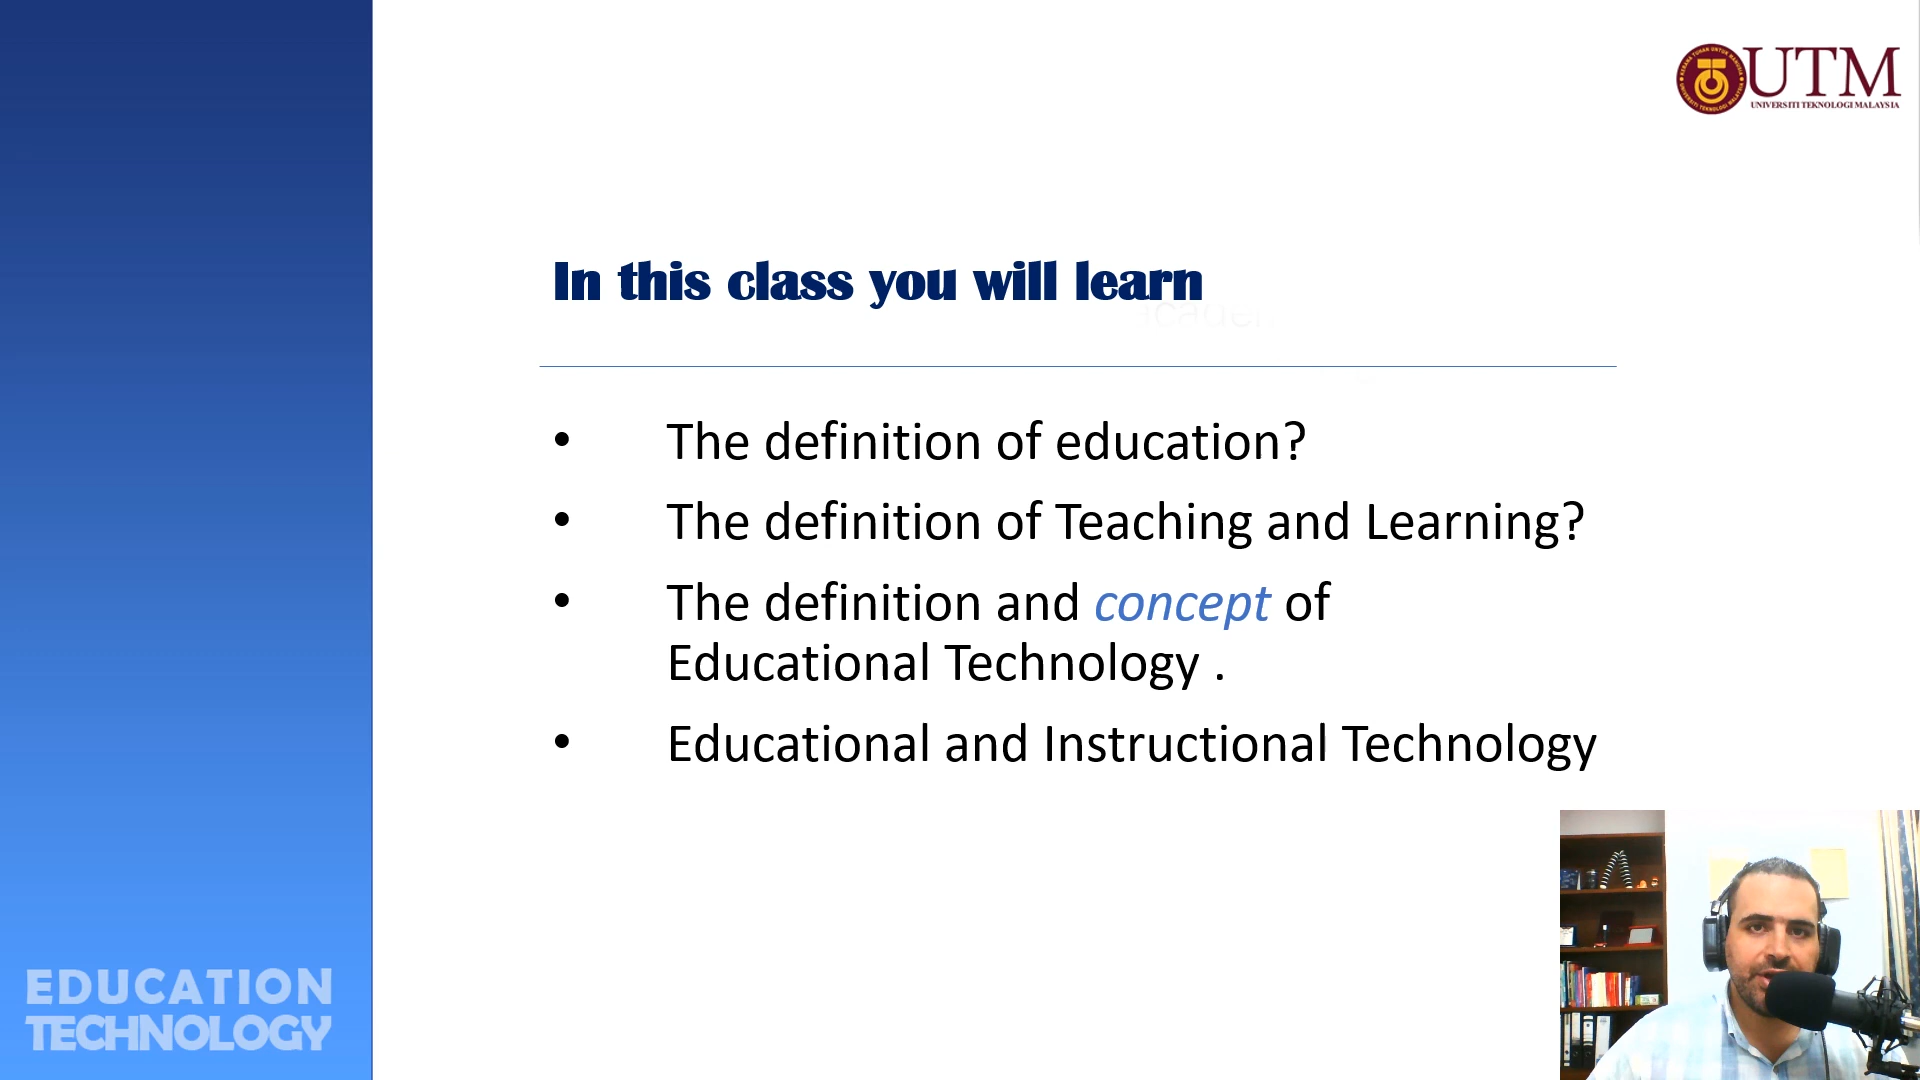 UTM
UNIVERSITI TEKNOLOGI MALAYSIA
In this class you will learn
• The definition of education?
• The definition of Teaching and Learning?
• The definition and concept of
Educational Technology .
• Educational and Instructional Technology
EDUCATION
TECHNOLOGY